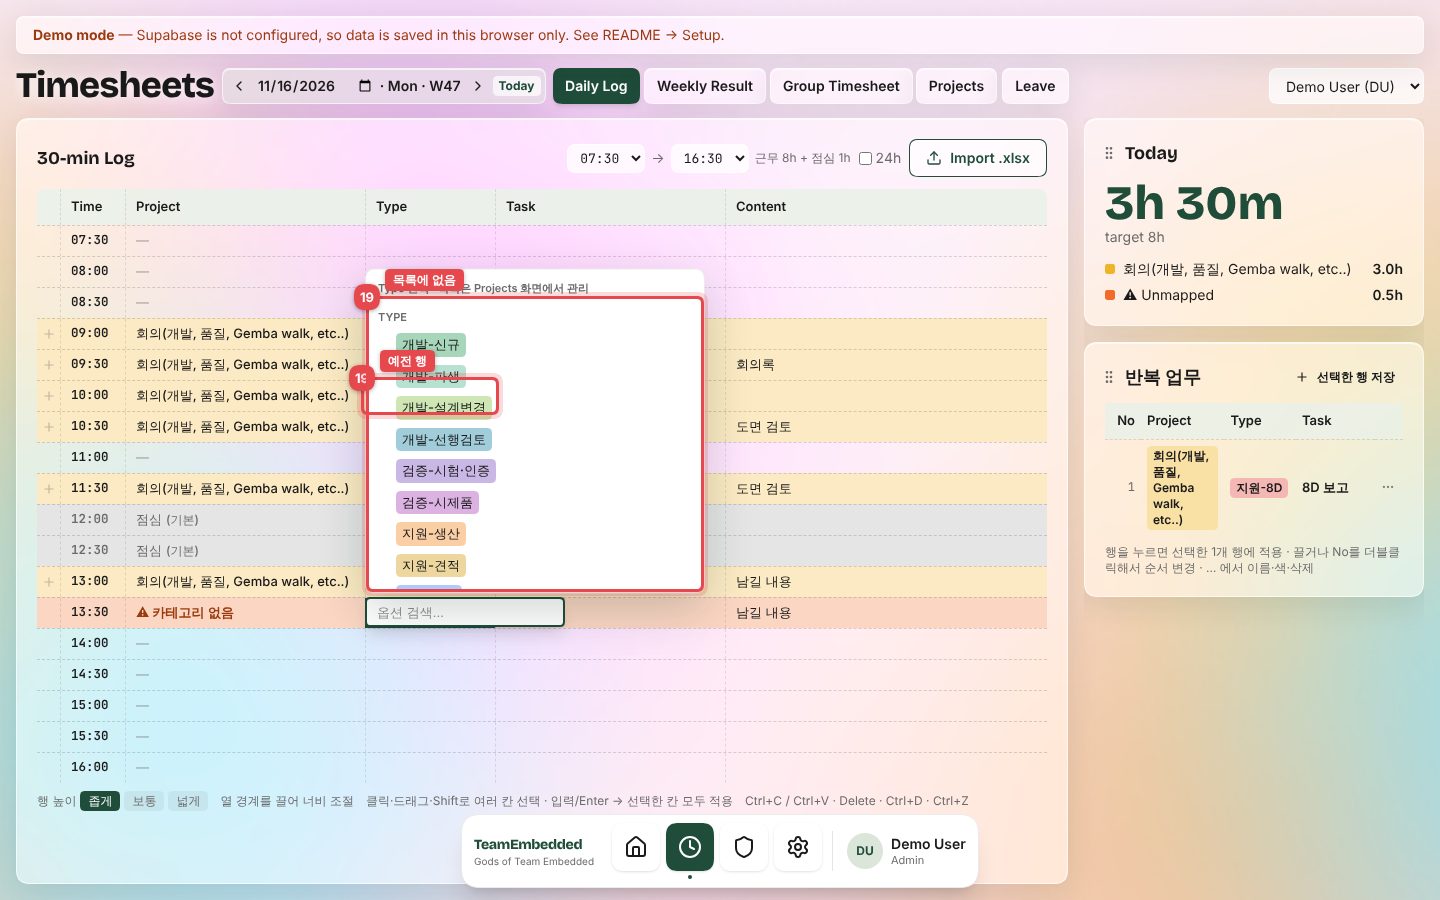 Demo mode — Supabase is not configured, so data is saved in this browser only. See README → Setup.
Timesheets
11/16/2026 · Mon · W47 Today
Daily Log
Weekly Result
Group Timesheet
Projects
Leave
Demo User (DU)
30-min Log
07:30 → 16:30 근무 8h + 점심 1h 24h
Import .xlsx
Time Project Type Task Content
07:30 —
08:00 —
08:30 —
09:00 회의(개발, 품질, Gemba walk, etc..)
09:30 회의(개발, 품질, Gemba walk, etc..) 회의록
10:00 회의(개발, 품질, Gemba walk, etc..)
10:30 회의(개발, 품질, Gemba walk, etc..) 도면 검토
11:00 —
11:30 회의(개발, 품질, Gemba walk, etc..) 도면 검토
12:00 점심 (기본)
12:30 점심 (기본)
13:00 회의(개발, 품질, Gemba walk, etc..) 남길 내용
13:30 ⚠ 카테고리 없음 남길 내용
14:00 —
14:30 —
15:00 —
15:30 —
16:00 —
목록에 없음
19
Projects 화면에서 관리
TYPE
개발-신규
예전 행
19
개발-파생
개발-설계변경
개발-선행검토
검증-시험·인증
검증-시제품
지원-생산
지원-견적
옵션 검색...
행 높이 좁게 보통 넓게 열 경계를 끌어 너비 조절 클릭·드래그·Shift로 여러 칸 선택 · 입력/Enter → 선택한 칸 모두 적용 Ctrl+C / Ctrl+V · Delete · Ctrl+D · Ctrl+Z
Today
3h 30m
target 8h
회의(개발, 품질, Gemba walk, etc..) 3.0h
⚠ Unmapped 0.5h
반복 업무
+ 선택한 행 저장
No Project Type Task
1 회의(개발,
품질,
Gemba
walk,
etc..)
지원-8D 8D 보고 ...
행을 누르면 선택한 1개 행에 적용 · 끌거나 No를 더블클
릭해서 순서 변경 · ... 에서 이름·색·삭제
TeamEmbedded
Gods of Team Embedded
DU
Demo User
Admin